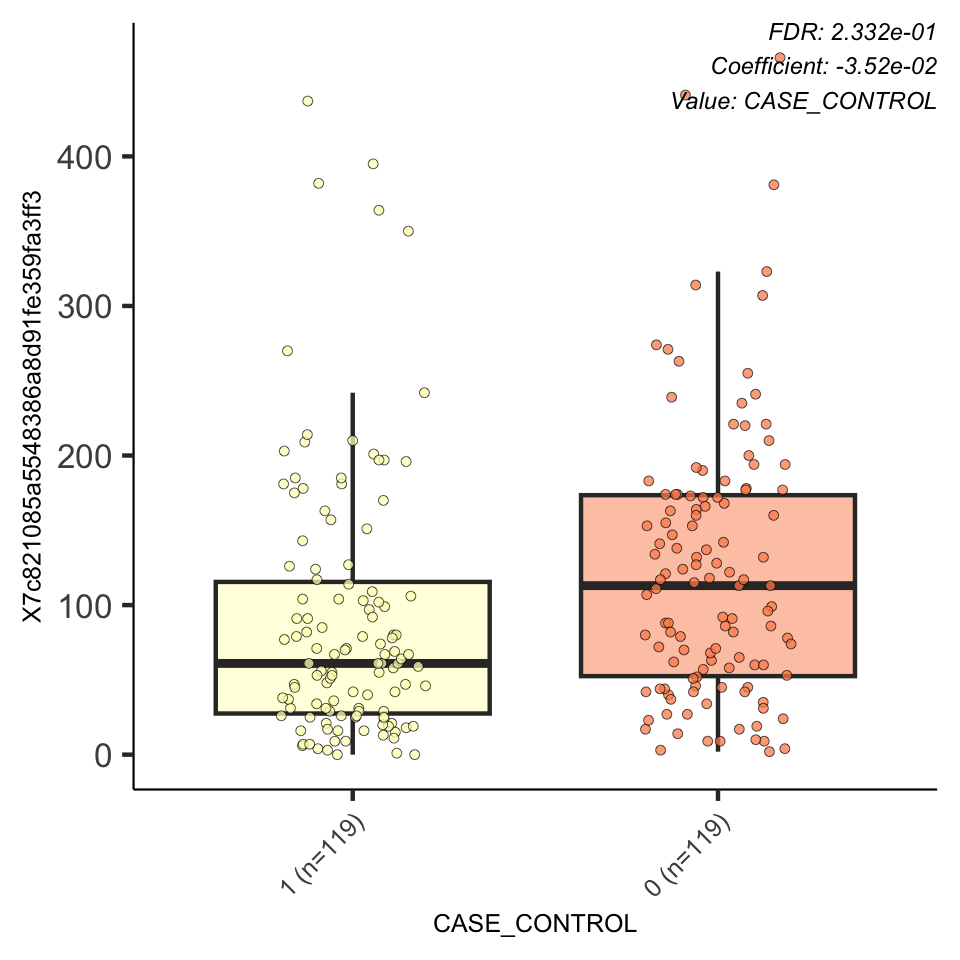 FDR: 2.332e-01
Coefficient: -3.52e-02
Value: CASE_CONTROL
X7c821085a5548386a8d91fe359fa3ff3
400
300
200
100
0
1 (n=119)
0 (n=119)
CASE_CONTROL